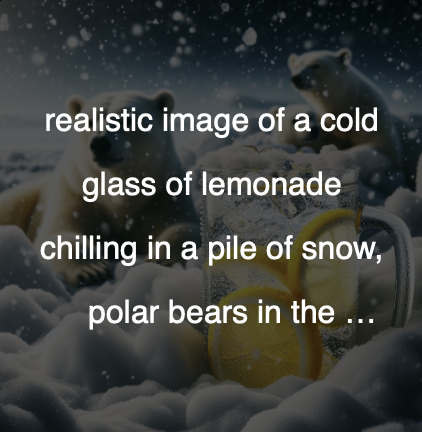 realistic image of a cold
glass of lemonade
chilling in a pile of snow,
polar bears in the …